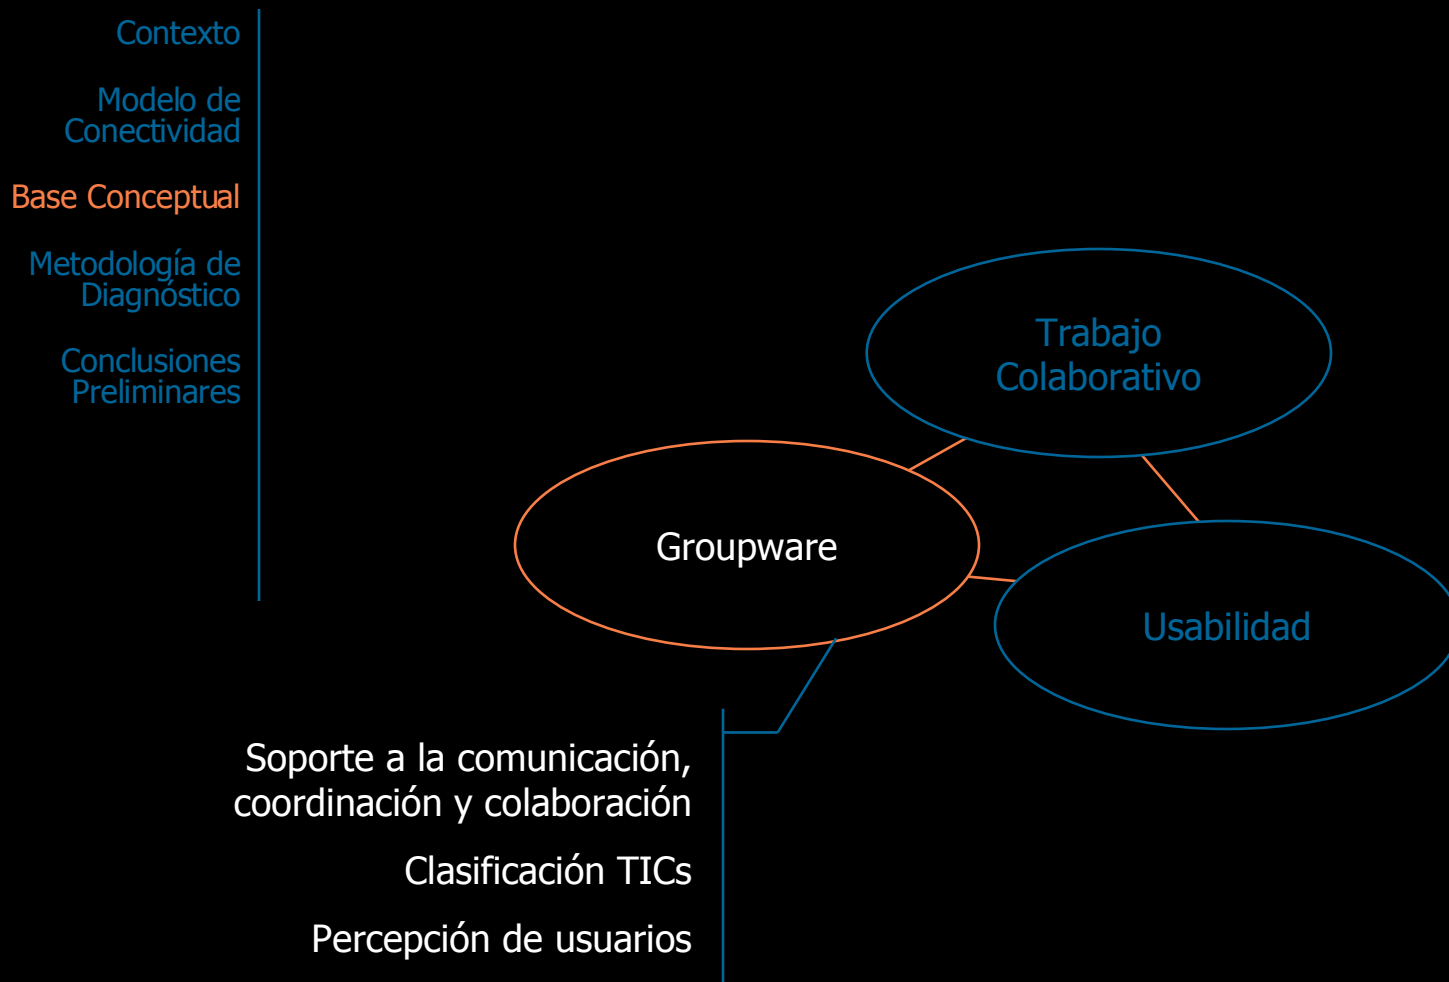 Contexto
Modelo de
Conectividad
Base Conceptual
Metodología de
Diagnóstico
Conclusiones
Preliminares
Trabajo
Colaborativo
Groupware
Usabilidad
Soporte a la comunicación,
coordinación y colaboración
Clasificación TICs
Percepción de usuarios